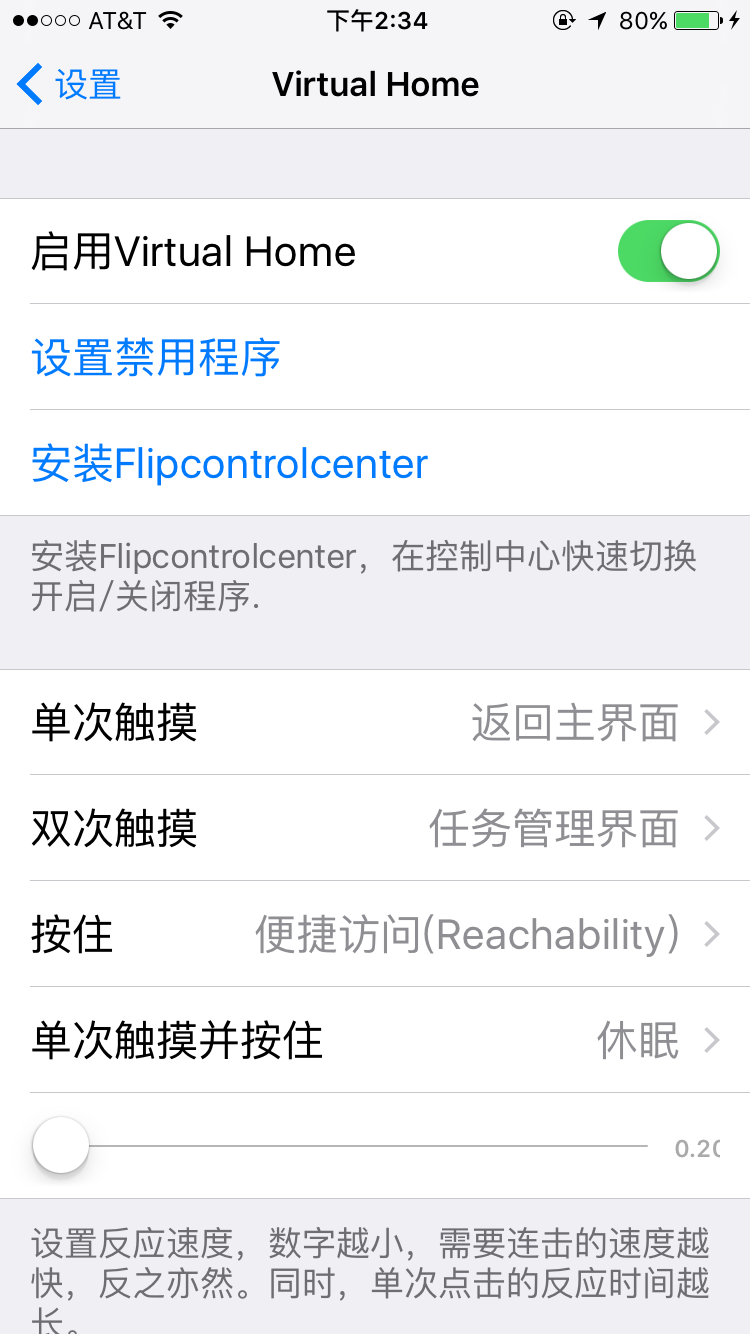 AT&T 下午2:34 80%
设置 Virtual Home
启用Virtual Home
设置禁用程序
安装Flipcontrolcenter
安装Flipcontrolcenter，在控制中心快速切换
开启/关闭程序.
单次触摸 返回主界面
双次触摸 任务管理界面
按住 便捷访问(Reachability)
单次触摸并按住 休眠
0.20
设置反应速度，数字越小，需要连击的速度越
快，反之亦然。同时，单次点击的反应时间越
长。